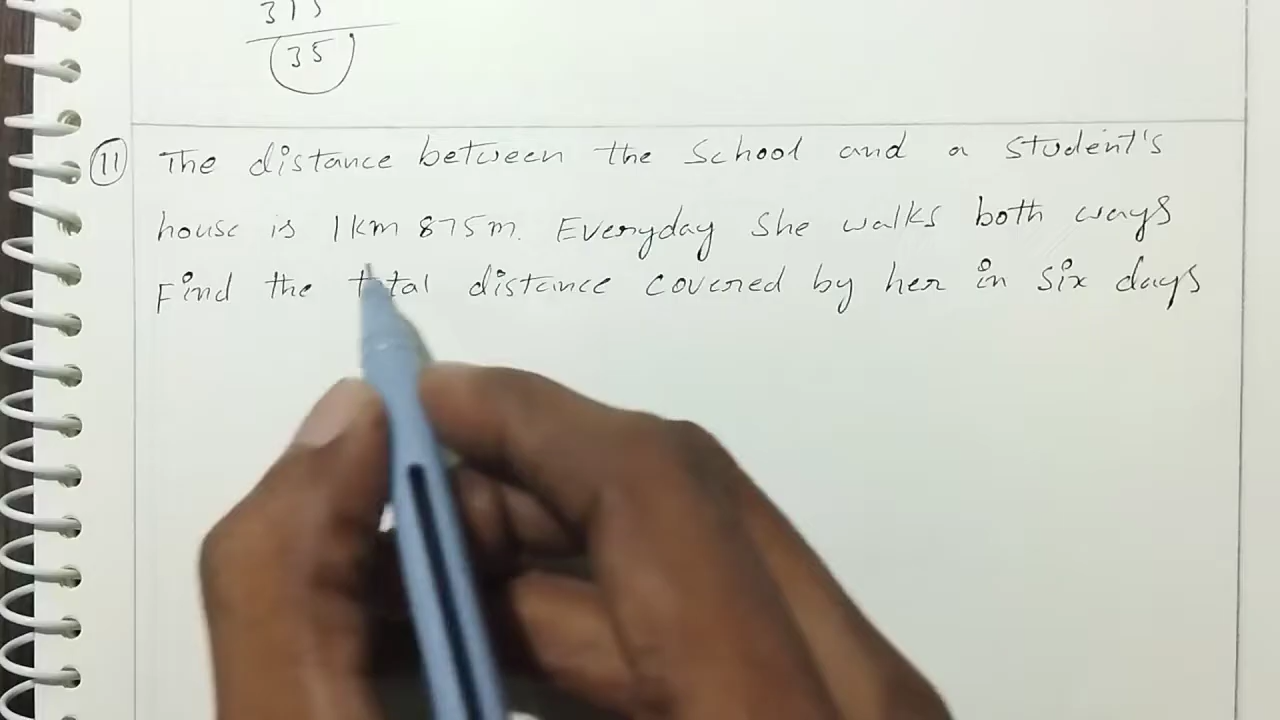 315
35
11 The distance between the School and a Student's
house is 1km 875m. Everyday She walks both ways
Find the total distance covered by her in six days